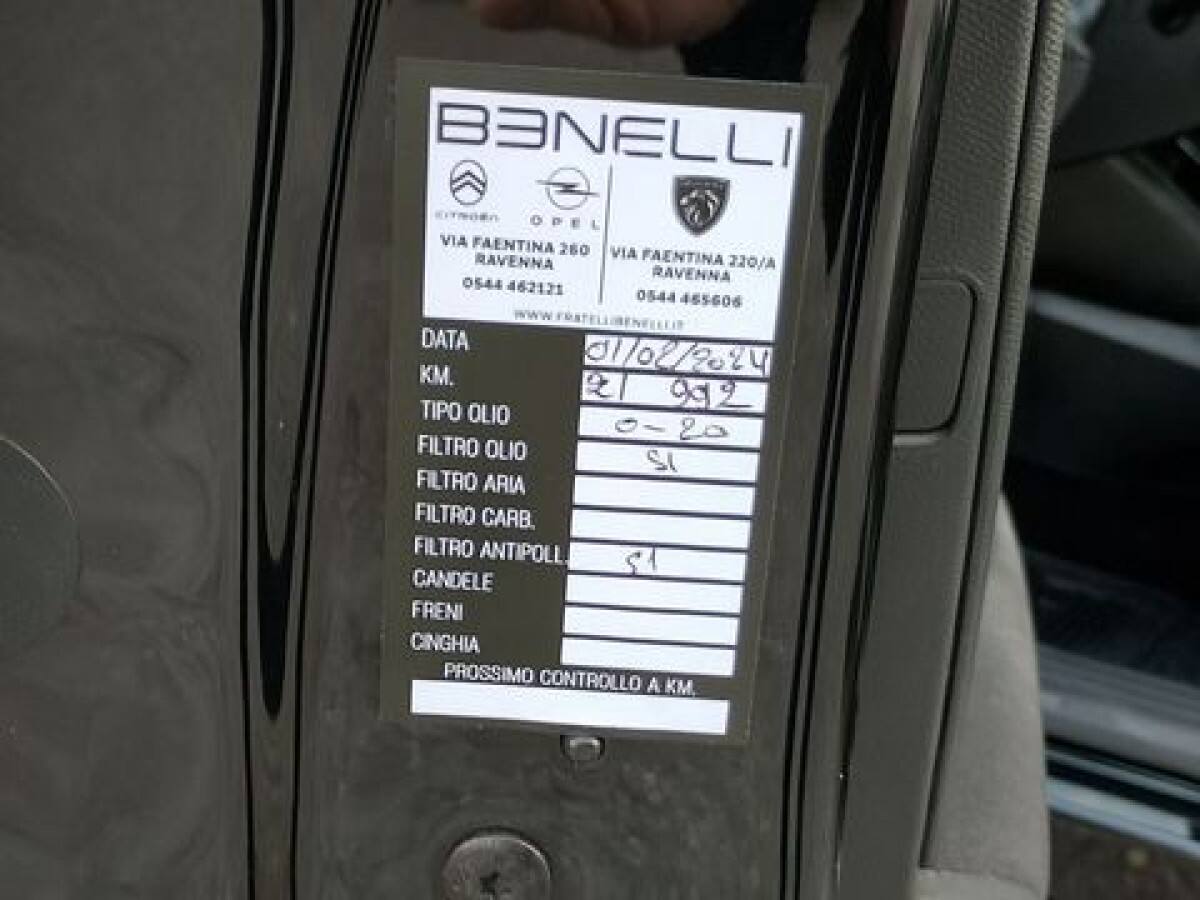 BENELLI
CITROËN
OPEL
VIA FAENTINA 260
RAVENNA
0544 462121
VIA FAENTINA 220/A
RAVENNA
0544 465606
WWW.FRATELLIBENELLI.IT
DATA 01/02/2024
KM. 21 992
TIPO OLIO 0-20
FILTRO OLIO SI
FILTRO ARIA
FILTRO CARB.
FILTRO ANTIPOLL. SI
CANDELE
FRENI
CINGHIA
PROSSIMO CONTROLLO A KM.